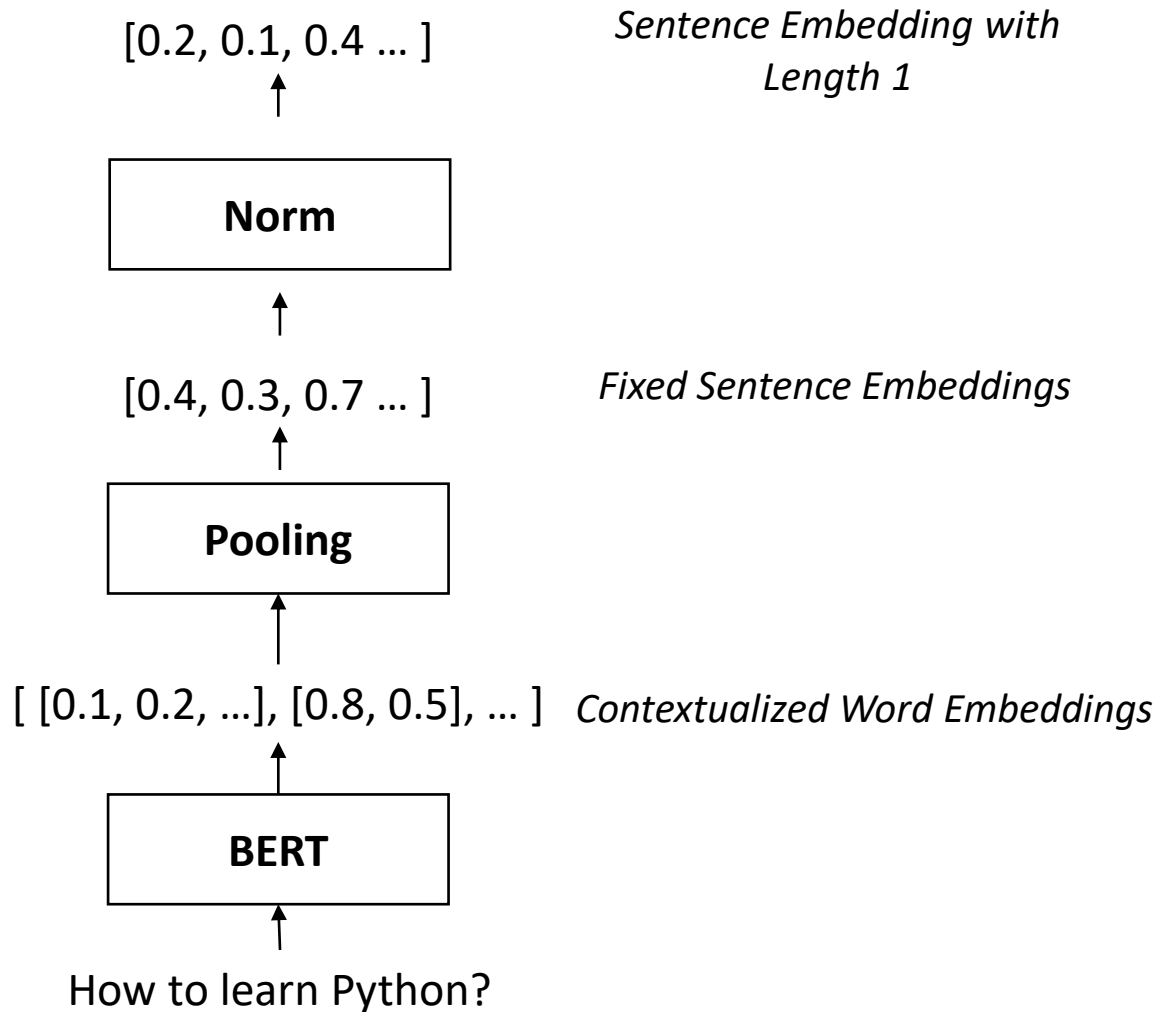 [0.2, 0.1, 0.4 … ]
Sentence Embedding with
Length 1
Norm
[0.4, 0.3, 0.7 … ]
Fixed Sentence Embeddings
Pooling
[ [0.1, 0.2, …], [0.8, 0.5], … ]
Contextualized Word Embeddings
BERT
How to learn Python?